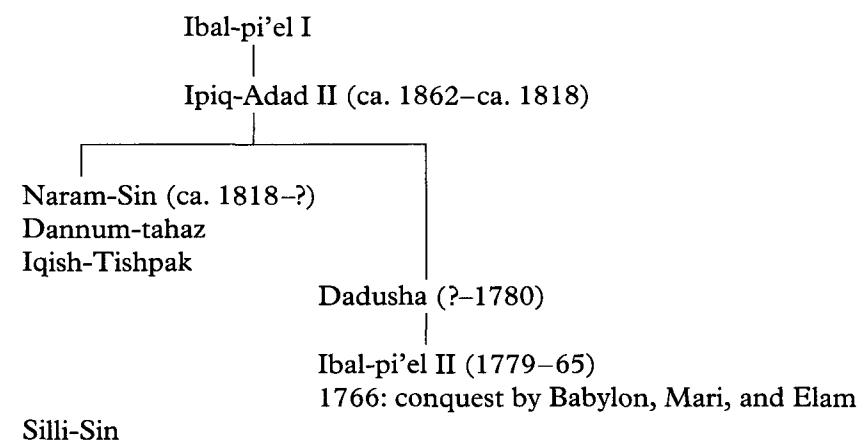 Ibal-pi’el I
Ipiq-Adad II (ca. 1862–ca. 1818)
Naram-Sin (ca. 1818–?)
Dannum-tahaz
Iqish-Tishpak
Dadusha (?–1780)
Ibal-pi’el II (1779–65)
1766: conquest by Babylon, Mari, and Elam
Silli-Sin